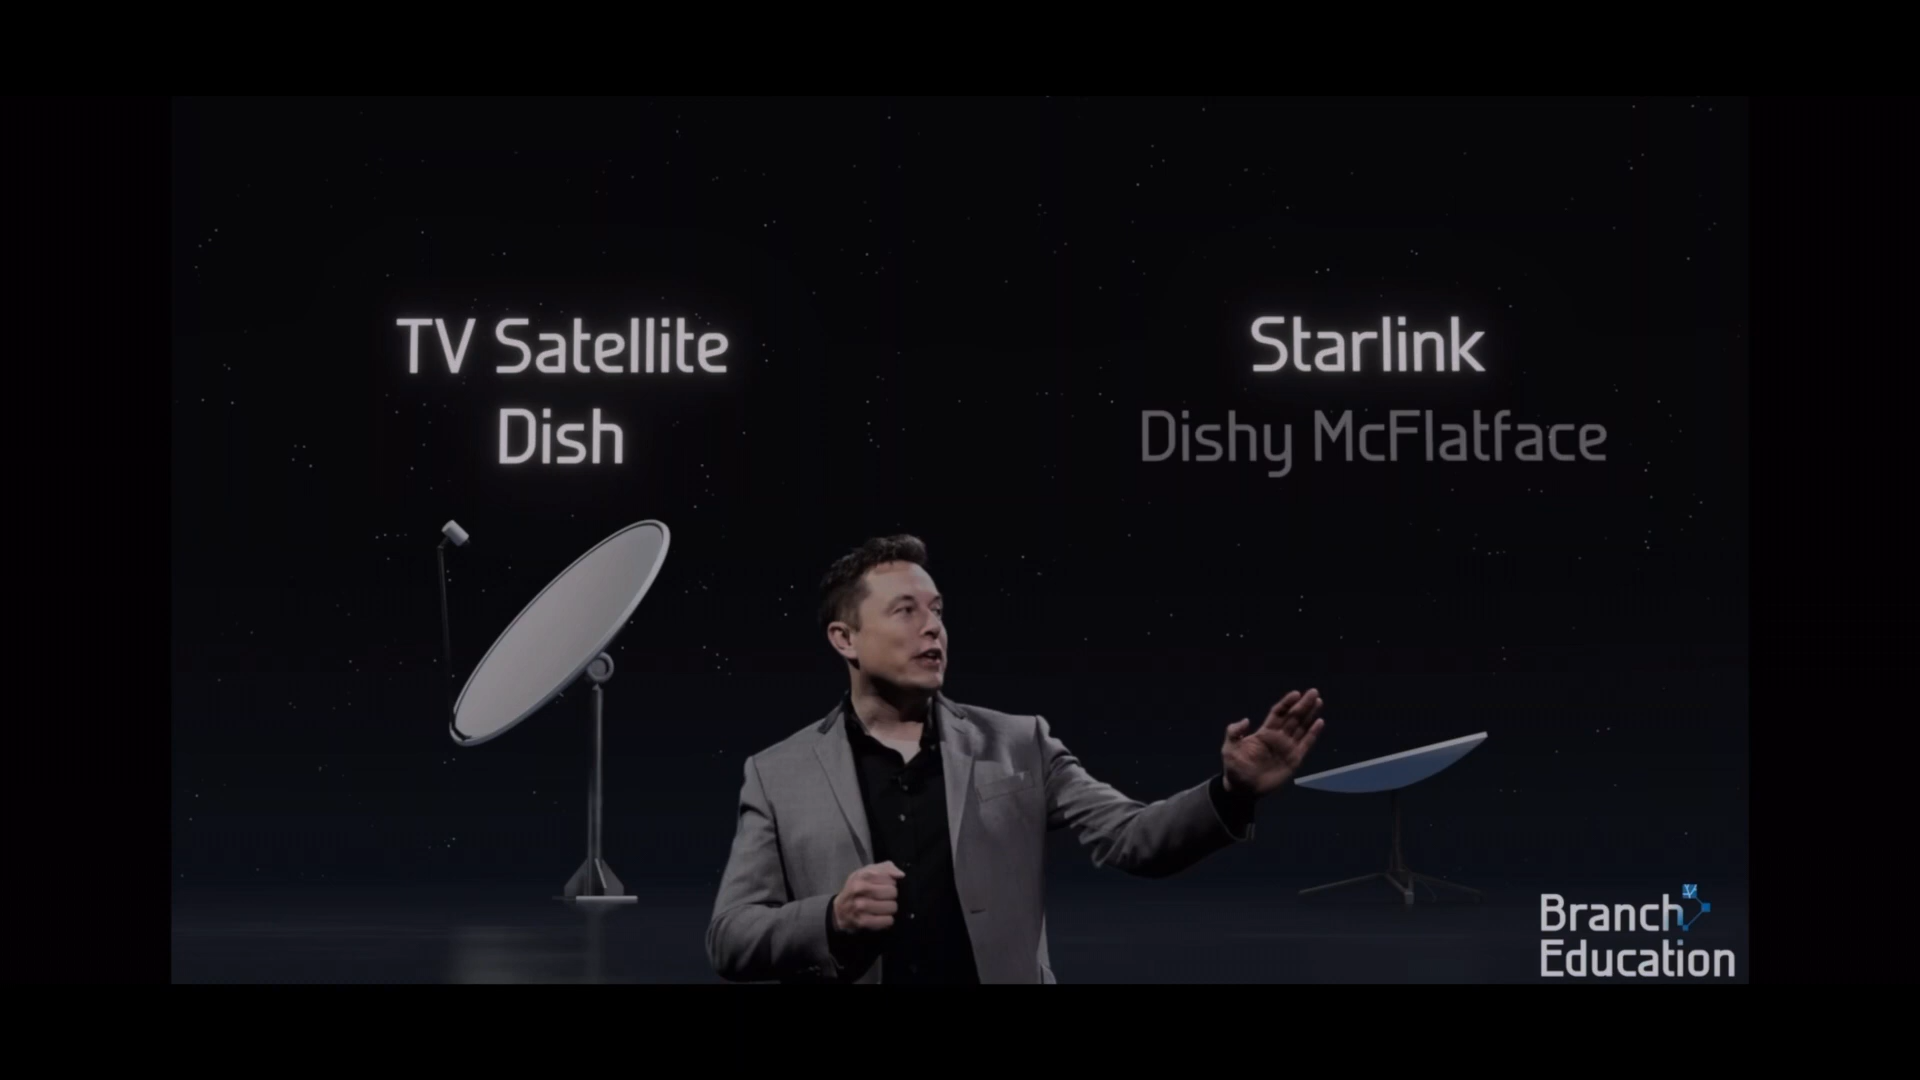 TV Satellite
Dish
Starlink
Dishy McFlatface
Branch
Education